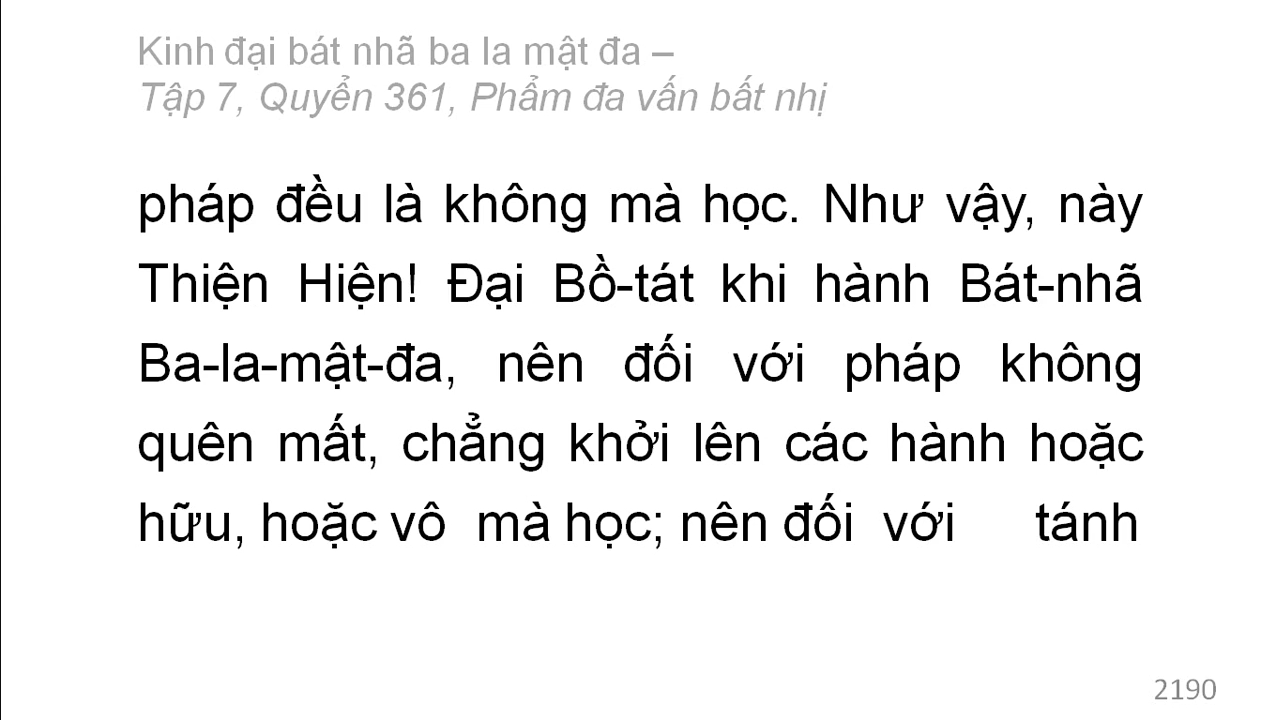 Kinh đại bát nhã ba la mật đa –
Tập 7, Quyển 361, Phẩm đa vấn bất nhị
pháp đều là không mà học. Như vậy, này
Thiện Hiện! Đại Bồ-tát khi hành Bát-nhã
Ba-la-mật-đa, nên đối với pháp không
quên mất, chẳng khởi lên các hành hoặc
hữu, hoặc vô mà học; nên đối với tánh
2190